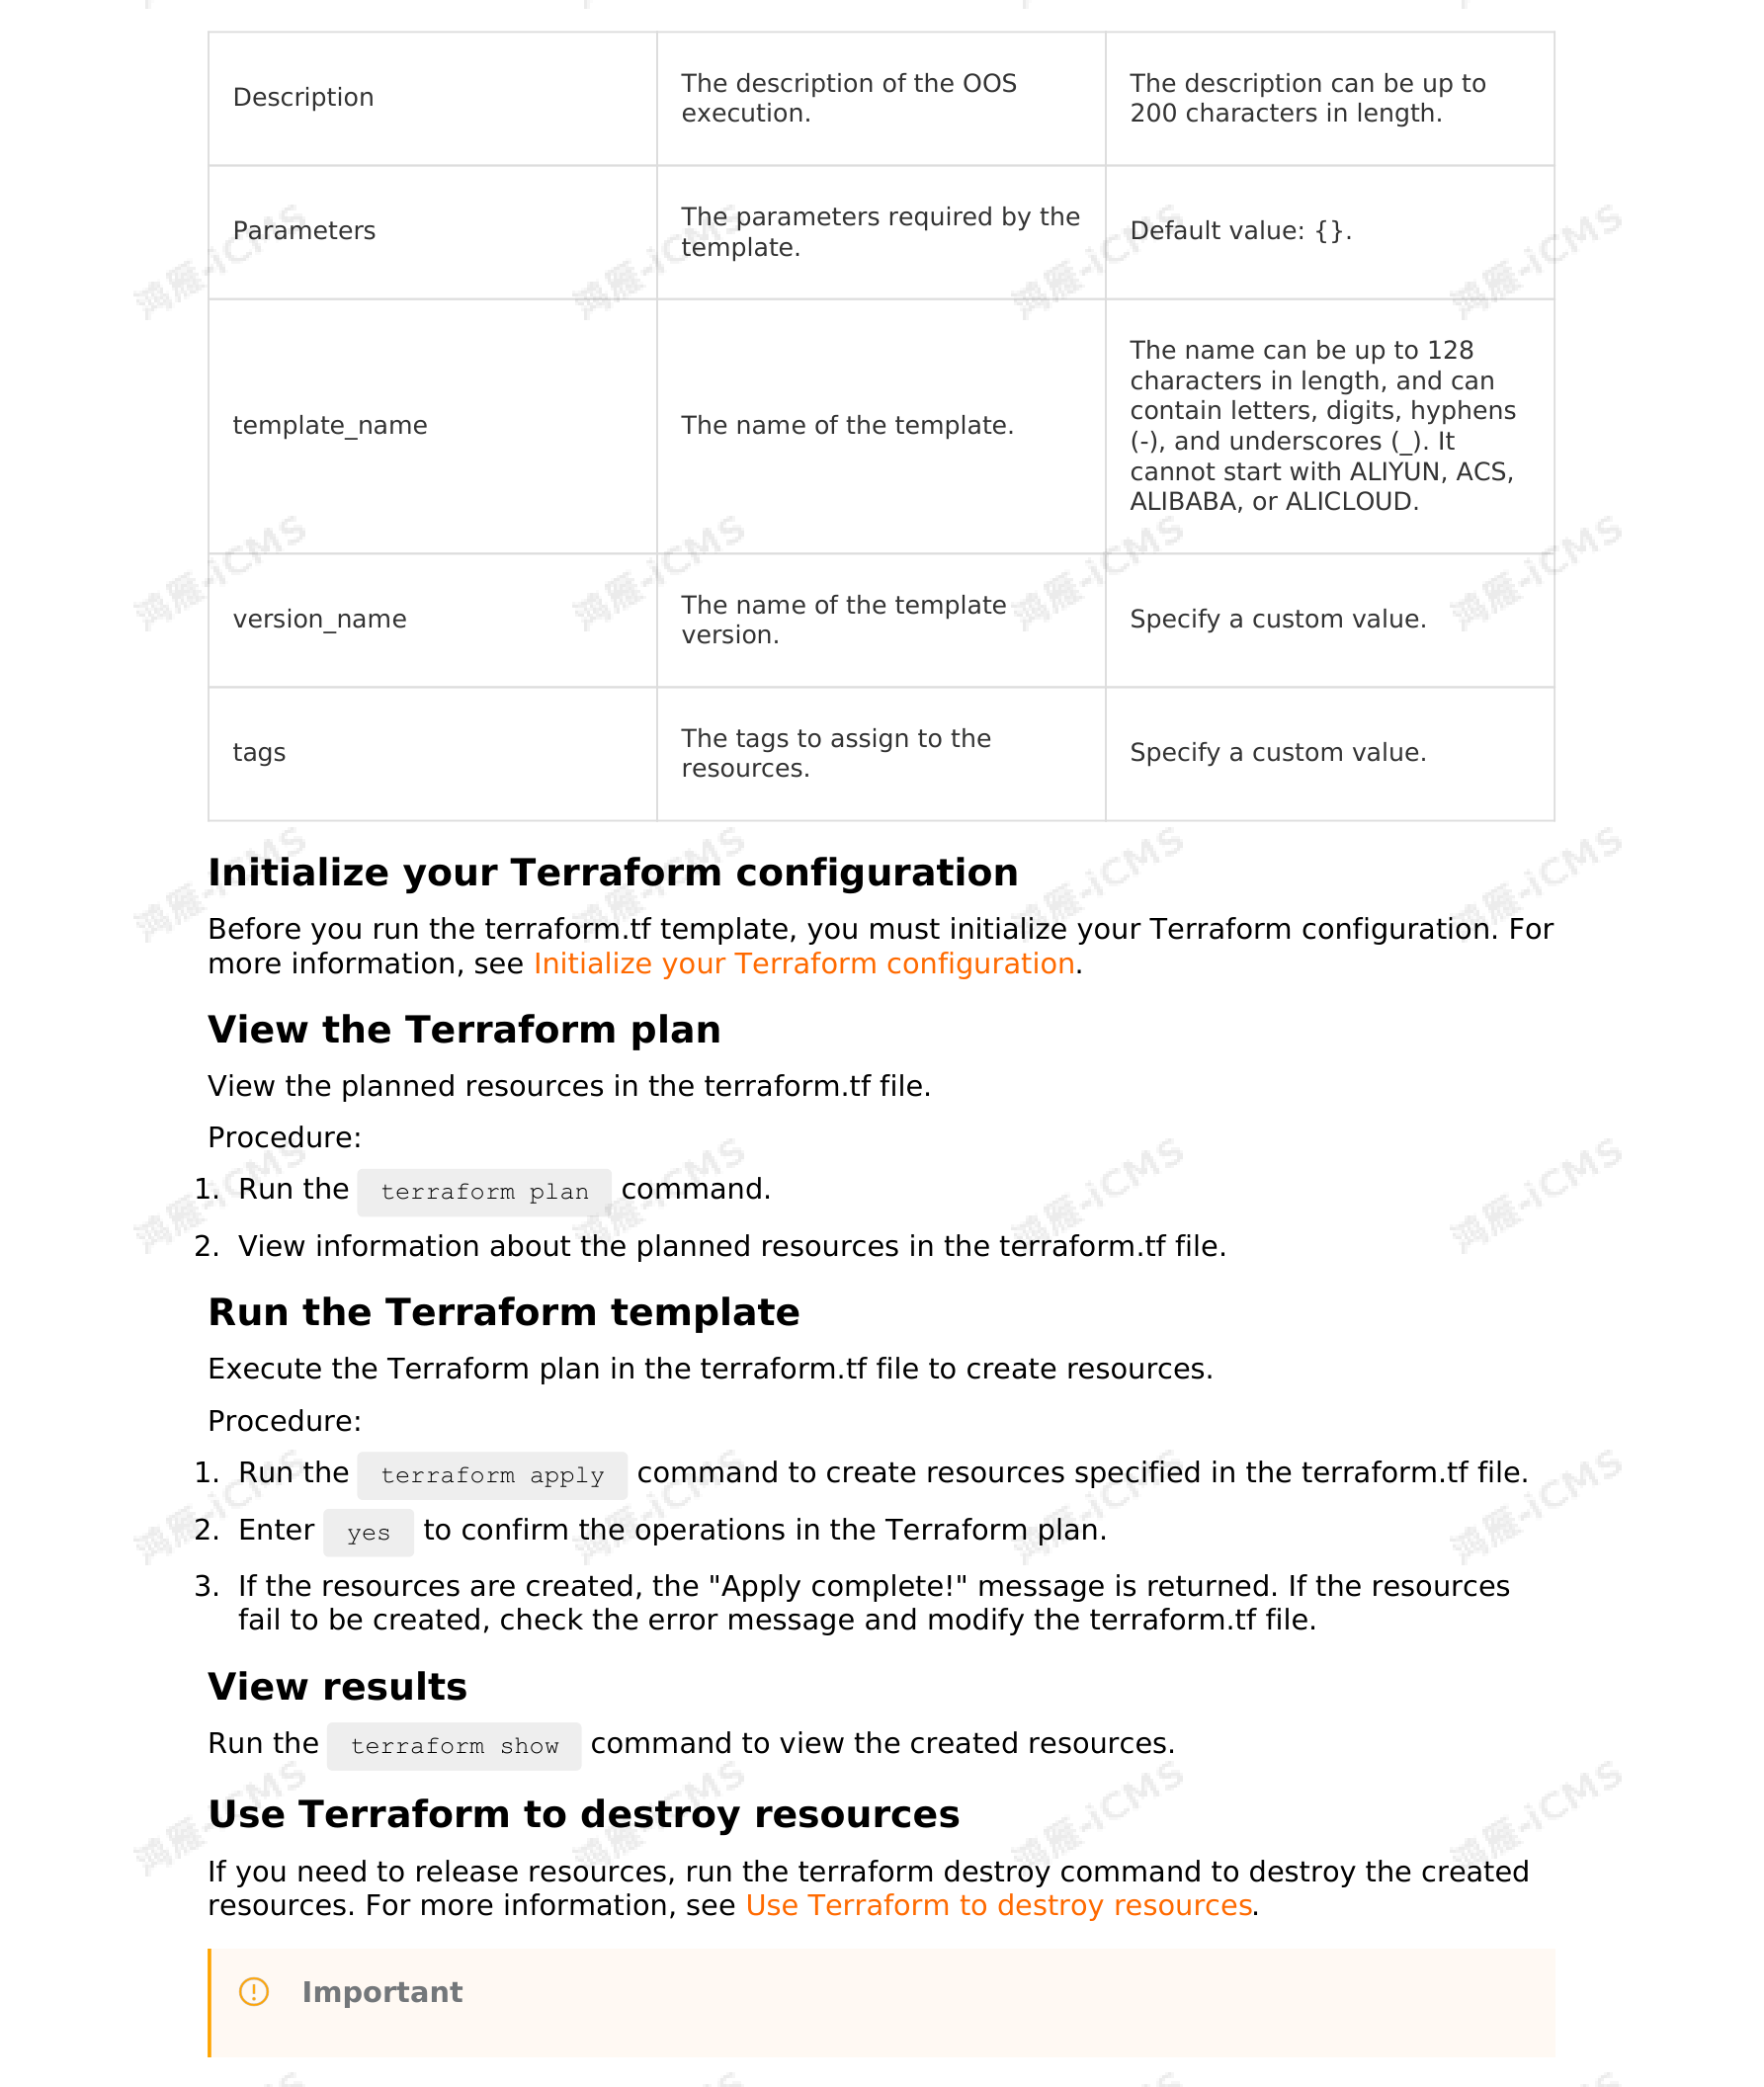 Description
The description of the OOS
execution.
The description can be up to
200 characters in length.
Parameters
The parameters required by the
template.
Default value: {}.
template_name
The name of the template.
The name can be up to 128
characters in length, and can
contain letters, digits, hyphens
(-), and underscores (_). It
cannot start with ALIYUN, ACS,
ALIBABA, or ALICLOUD.
version_name
The name of the template
version.
Specify a custom value.
tags
The tags to assign to the
resources.
Specify a custom value.
Initialize your Terraform configuration
Before you run the terraform.tf template, you must initialize your Terraform configuration. For
more information, see Initialize your Terraform configuration.
View the Terraform plan
View the planned resources in the terraform.tf file.
Procedure:
1. Run the terraform plan command.
2. View information about the planned resources in the terraform.tf file.
Run the Terraform template
Execute the Terraform plan in the terraform.tf file to create resources.
Procedure:
1. Run the terraform apply command to create resources specified in the terraform.tf file.
2. Enter yes to confirm the operations in the Terraform plan.
3. If the resources are created, the "Apply complete!" message is returned. If the resources
fail to be created, check the error message and modify the terraform.tf file.
View results
Run the terraform show command to view the created resources.
Use Terraform to destroy resources
If you need to release resources, run the terraform destroy command to destroy the created
resources. For more information, see Use Terraform to destroy resources.
Important
鸿雁-iCMS